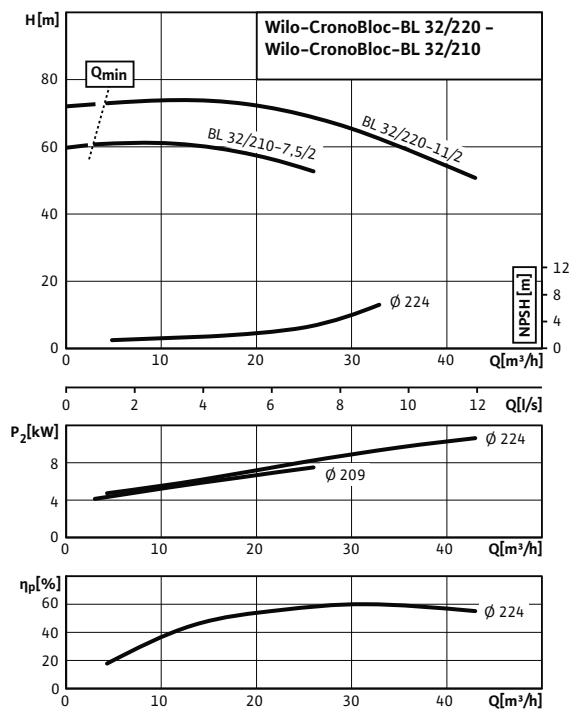 H[m]
Wilo-CronoBloc-BL 32/220 –
Wilo-CronoBloc-BL 32/210
80
Qmin
60
BL 32/210-7,5/2
BL 32/220-11/2
40
20
0
Ø 224
NPSH [m]
12
8
4
0
0 10 20 30 40 Q[m³/h]
0 2 4 6 8 10 12 Q[l/s]
P₂[kW]
8
4
0
Ø 224
Ø 209
0 10 20 30 40 Q[m³/h]
ηp[%]
60
40
20
0
Ø 224
0 10 20 30 40 Q[m³/h]